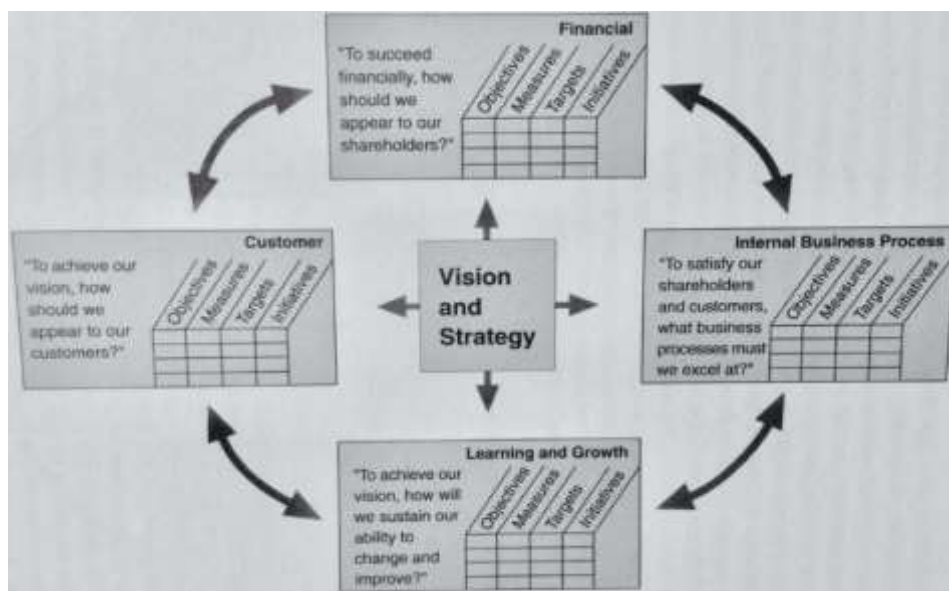 Financial
"To succeed
financially, how
should we
appear to our
shareholders?"
Objectives
Measures
Targets
Initiatives
Customer
"To achieve our
vision, how
should we
appear to our
customers?"
Objectives
Measures
Targets
Initiatives
Vision
and
Strategy
Internal Business Process
"To satisfy our
shareholders
and customers,
what business
processes must
we excel at?"
Objectives
Measures
Targets
Initiatives
Learning and Growth
"To achieve our
vision, how will
we sustain our
ability to
change and
improve?"
Objectives
Measures
Targets
Initiatives